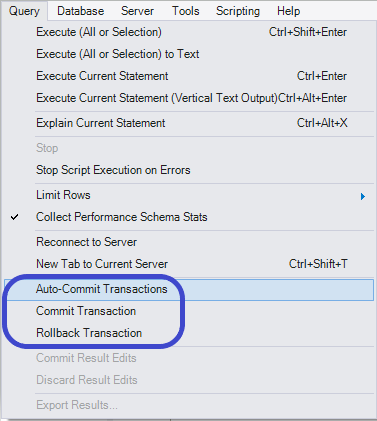 Query Database Server Tools Scripting Help
Execute (All or Selection) Ctrl+Shift+Enter
Execute (All or Selection) to Text
Execute Current Statement Ctrl+Enter
Execute Current Statement (Vertical Text Output)Ctrl+Alt+Enter
Explain Current Statement Ctrl+Alt+X
Stop
Stop Script Execution on Errors
Limit Rows
Collect Performance Schema Stats
Reconnect to Server
New Tab to Current Server Ctrl+Shift+T
Auto-Commit Transactions
Commit Transaction
Rollback Transaction
Commit Result Edits
Discard Result Edits
Export Results...